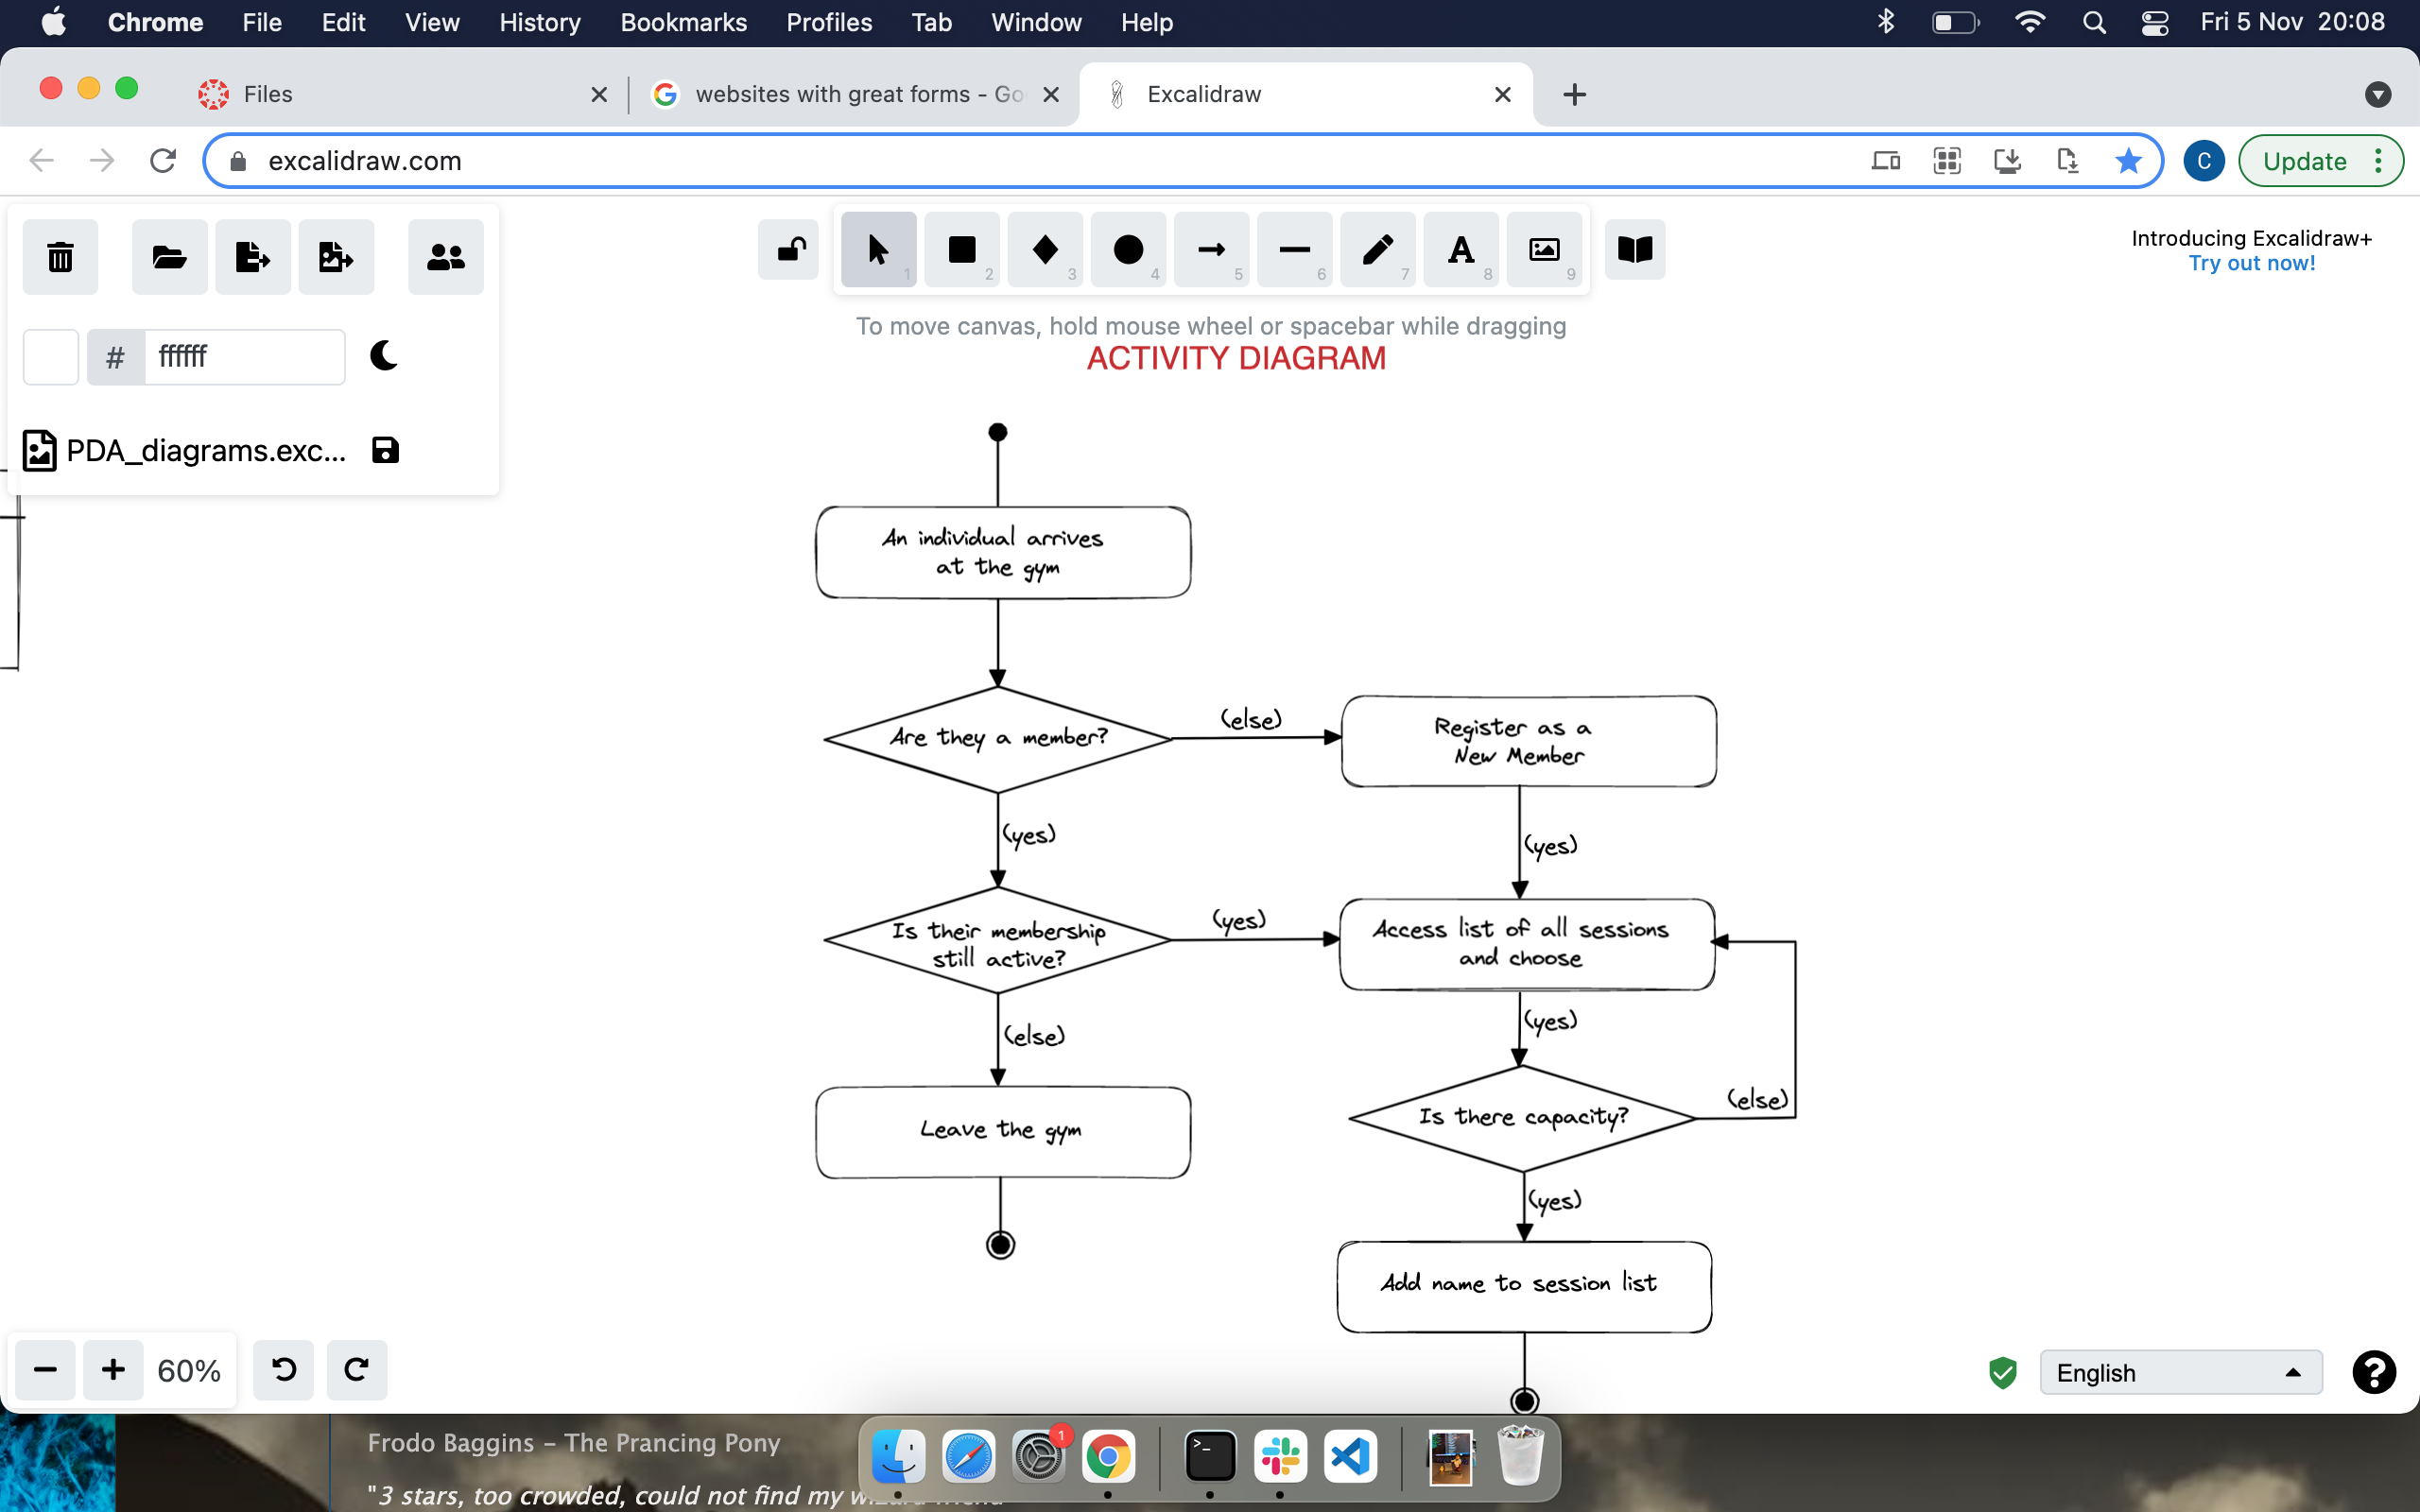 Chrome File Edit View History Bookmarks Profiles Tab Window Help Fri 5 Nov 20:08
Files websites with great forms - Go Excalidraw
excalidraw.com C Update
1 2 3 4 5 6 7 A 8 9
Introducing Excalidraw+
Try out now!
To move canvas, hold mouse wheel or spacebar while dragging
# ffffff
ACTIVITY DIAGRAM
PDA_diagrams.exc...
An individual arrives
at the gym
Are they a member?
(else)
Register as a
New Member
(yes)
(yes)
Is their membership
still active?
(yes)
Access list of all sessions
and choose
(else)
(yes)
Leave the gym
Is there capacity?
(else)
(yes)
Add name to session list
60%
English
Frodo Baggins – The Prancing Pony
1
"3 stars, too crowded, could not find my